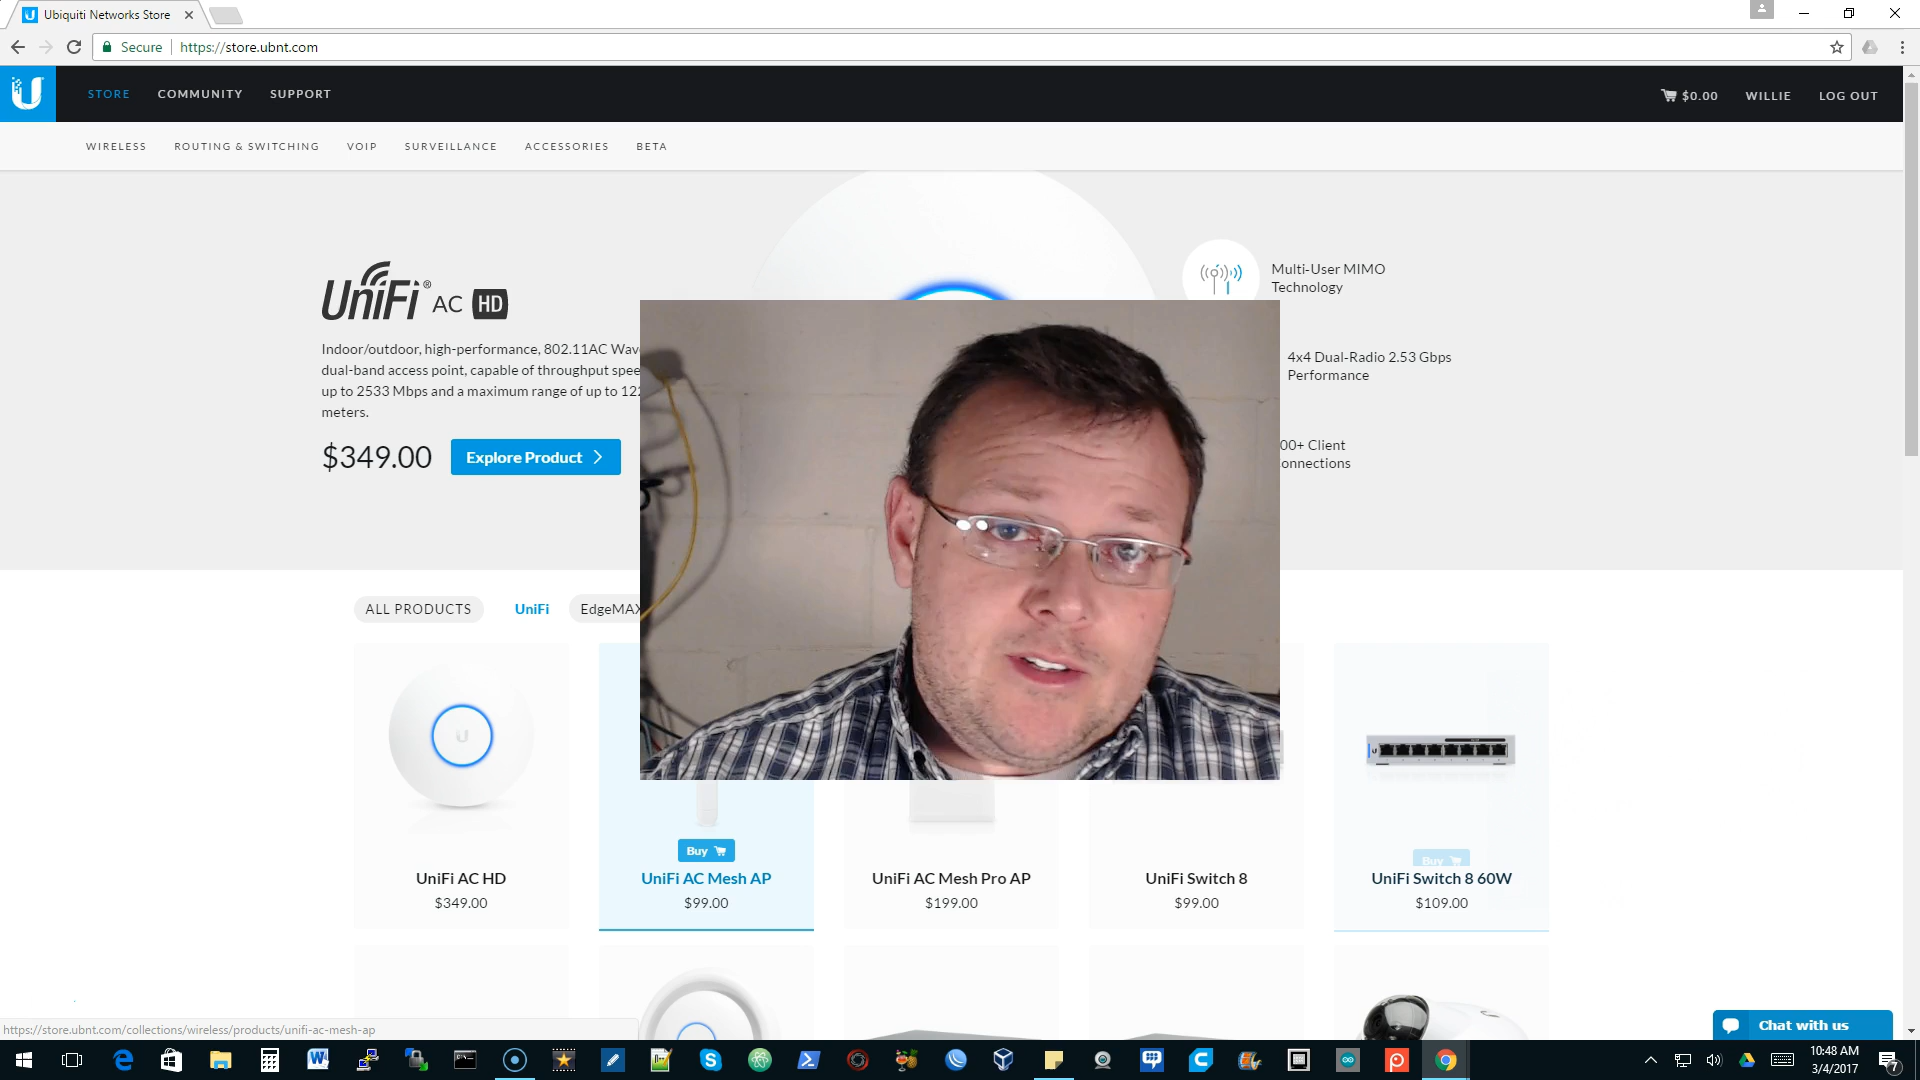 Ubiquiti Networks Store
Secure
https://store.ubnt.com
STORE
COMMUNITY
SUPPORT
$0.00
WILLIE
LOG OUT
WIRELESS
ROUTING & SWITCHING
VOIP
SURVEILLANCE
ACCESSORIES
BETA
UniFi® AC HD
Indoor/outdoor, high-performance, 802.11AC Wav
dual-band access point, capable of throughput spee
up to 2533 Mbps and a maximum range of up to 12
meters.
$349.00
Explore Product
Multi-User MIMO
Technology
4x4 Dual-Radio 2.53 Gbps
Performance
00+ Client
onnections
ALL PRODUCTS
UniFi
EdgeMAX
UniFi AC HD
$349.00
Buy
UniFi AC Mesh AP
$99.00
UniFi AC Mesh Pro AP
$199.00
UniFi Switch 8
$99.00
Buy
UniFi Switch 8 60W
$109.00
https://store.ubnt.com/collections/wireless/products/unifi-ac-mesh-ap
Chat with us
10:48 AM
3/4/2017
7